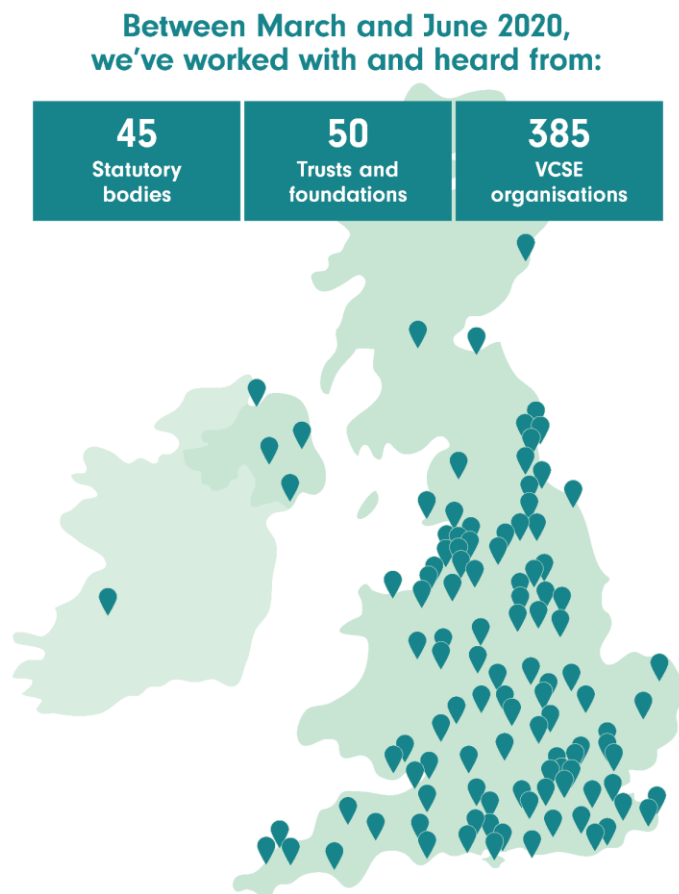 Between March and June 2020,
we've worked with and heard from:
45
Statutory
bodies
50
Trusts and
foundations
385
VCSE
organisations